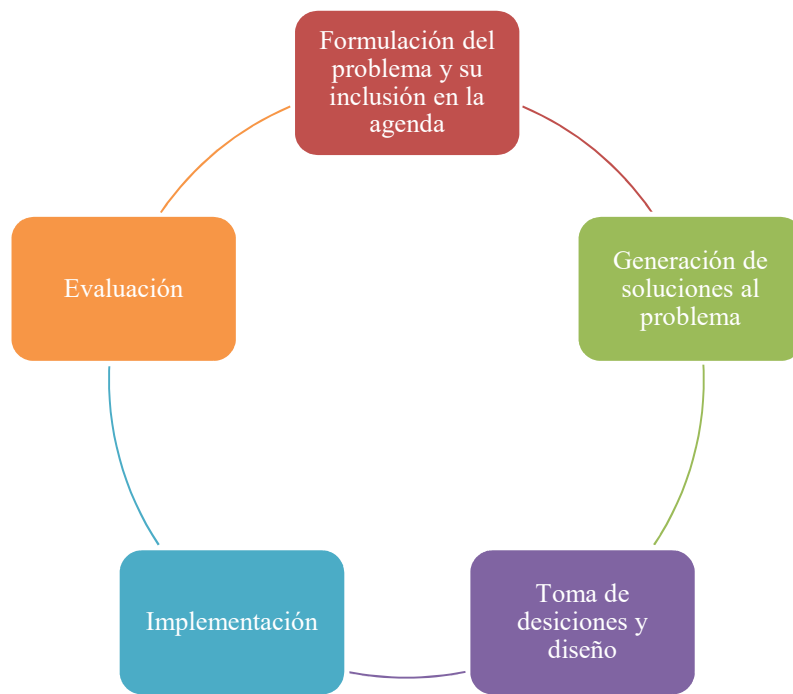 Formulación del
problema y su
inclusión en la
agenda
Generación de
soluciones al
problema
Toma de
desiciones y
diseño
Implementación
Evaluación